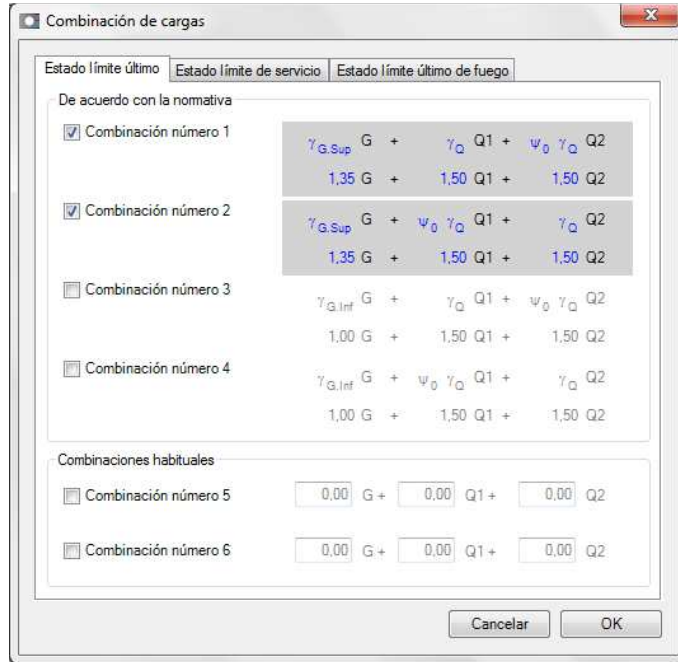 Combinación de cargas
Estado límite último Estado límite de servicio Estado límite último de fuego
De acuerdo con la normativa
Combinación número 1
γG.Sup G + γQ Q1 + Ψ0 γQ Q2
1,35 G + 1,50 Q1 + 1,50 Q2
Combinación número 2
γG.Sup G + Ψ0 γQ Q1 + γQ Q2
1,35 G + 1,50 Q1 + 1,50 Q2
Combinación número 3
γG.Inf G + γQ Q1 + Ψ0 γQ Q2
1,00 G + 1,50 Q1 + 1,50 Q2
Combinación número 4
γG.Inf G + Ψ0 γQ Q1 + γQ Q2
1,00 G + 1,50 Q1 + 1,50 Q2
Combinaciones habituales
Combinación número 5 0,00 G + 0,00 Q1 + 0,00 Q2
Combinación número 6 0,00 G + 0,00 Q1 + 0,00 Q2
Cancelar OK